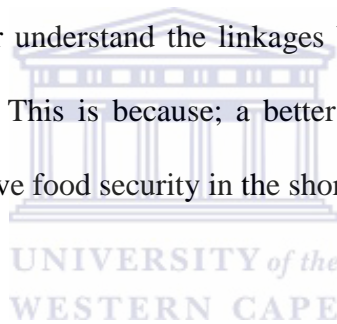 understand the linkages
This is because; a better
ve food security in the shor
UNIVERSITY of the
WESTERN CAPE